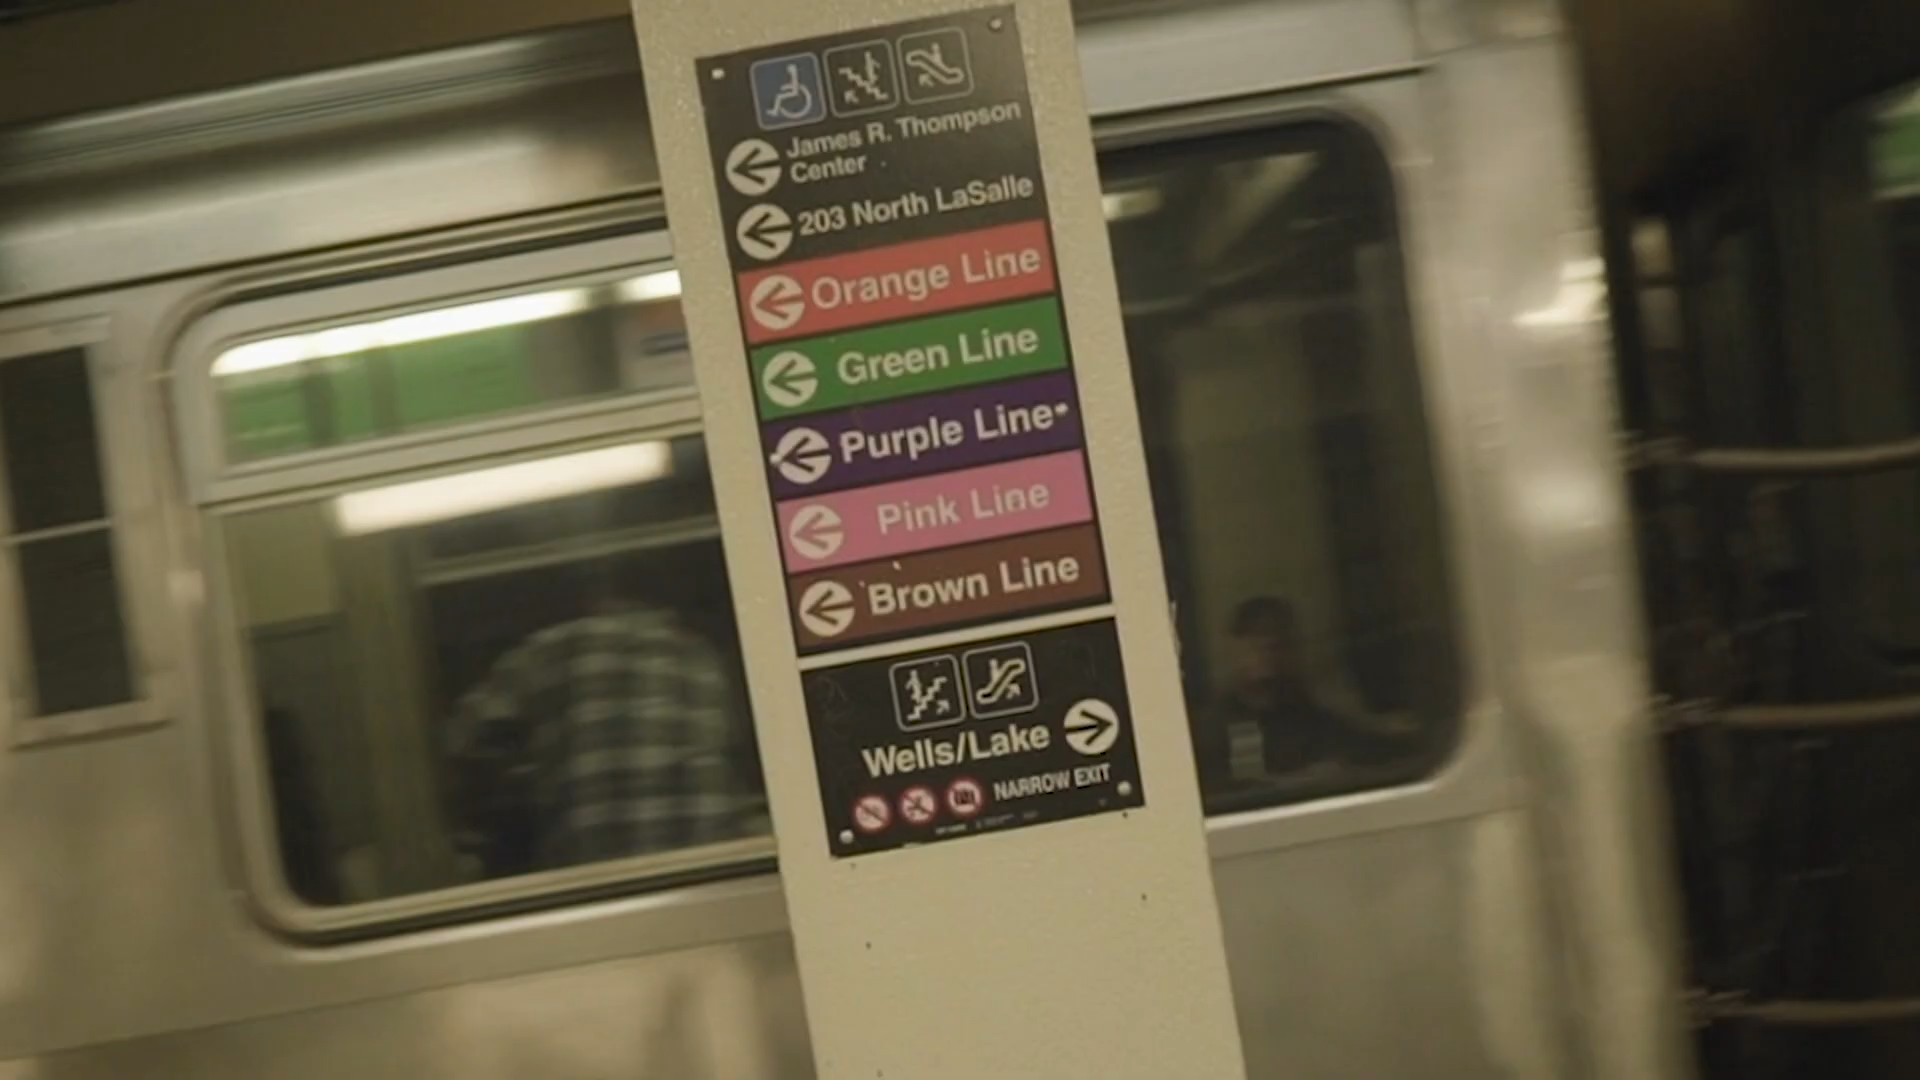 James R. Thompson
Center
203 North LaSalle
Orange Line
Green Line
Purple Line
Pink Line
Brown Line
Wells/Lake
NARROW EXIT